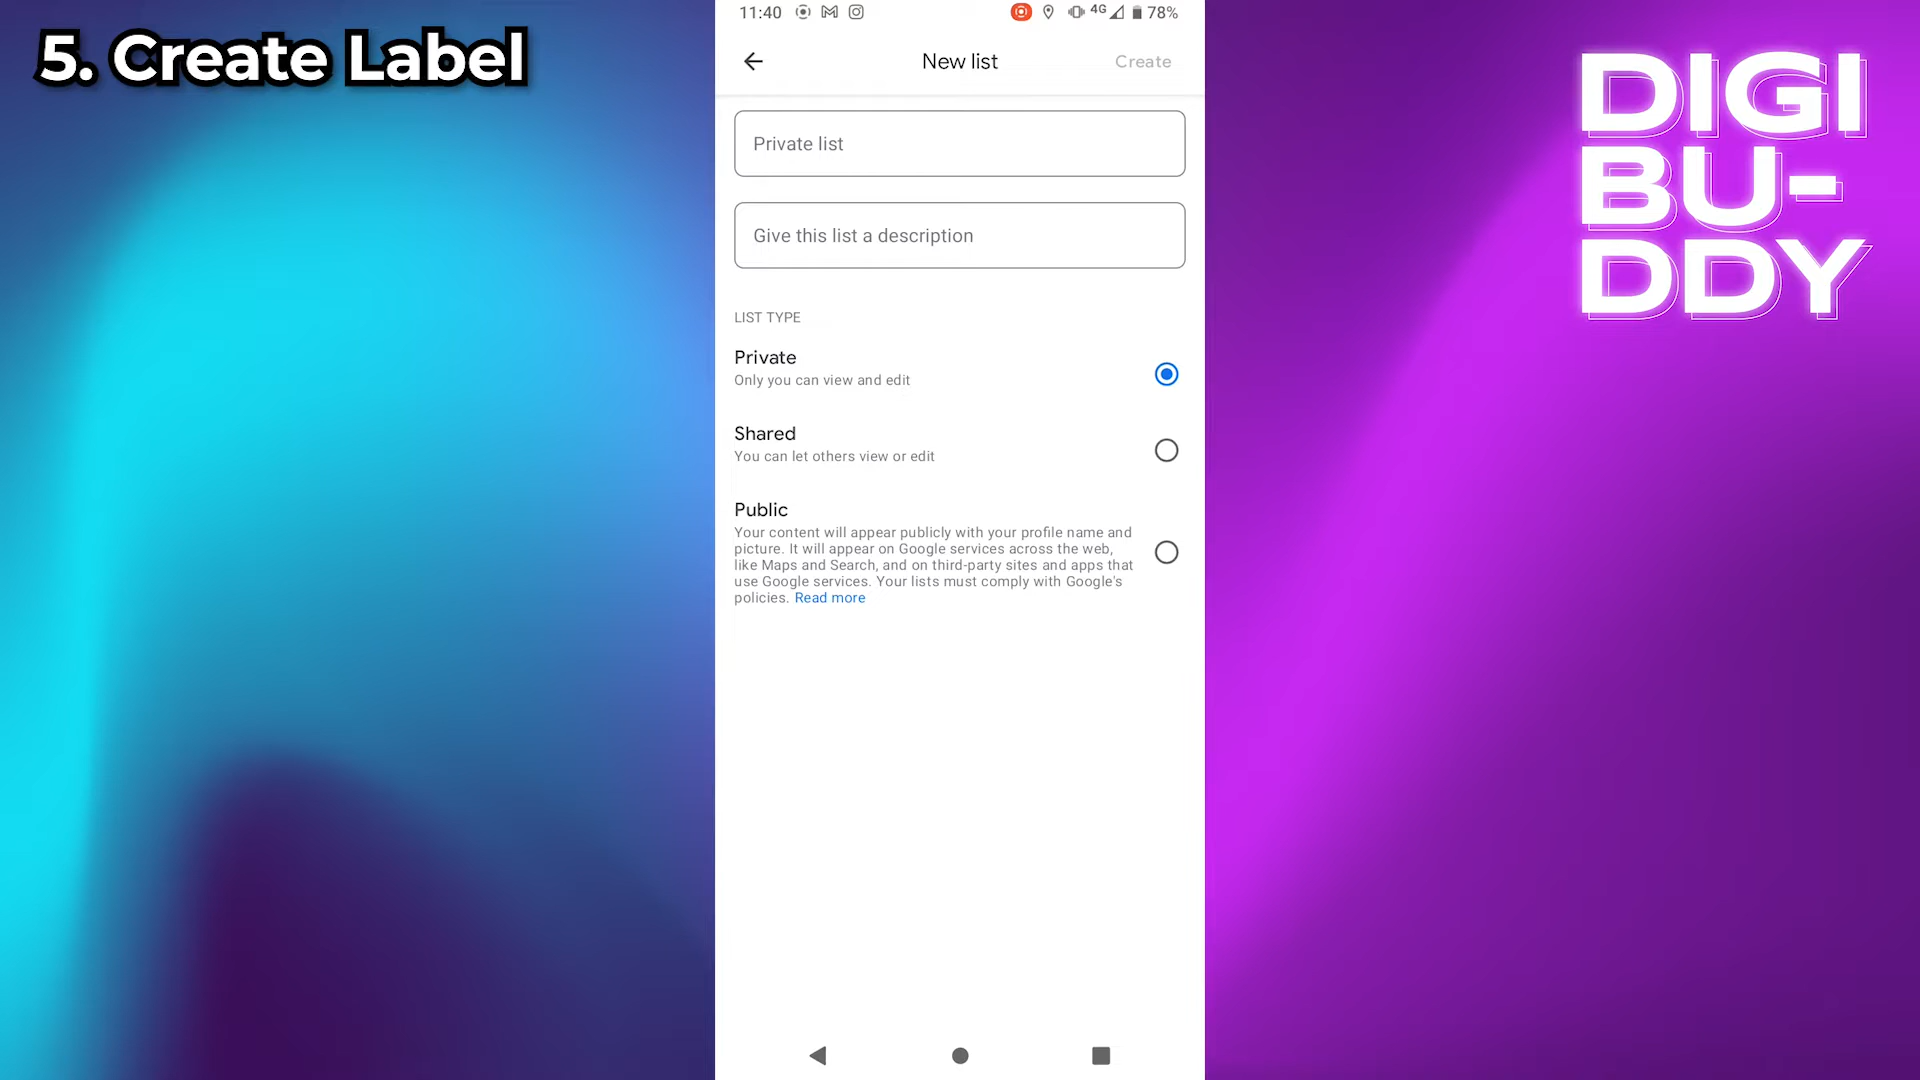 5. Create Label
11:40
4G
78%
New list
Create
Private list
Give this list a description
LIST TYPE
Private
Only you can view and edit
Shared
You can let others view or edit
Public
Your content will appear publicly with your profile name and
picture. It will appear on Google services across the web,
like Maps and Search, and on third-party sites and apps that
use Google services. Your lists must comply with Google's
policies. Read more
DIGI
BU-
DDY